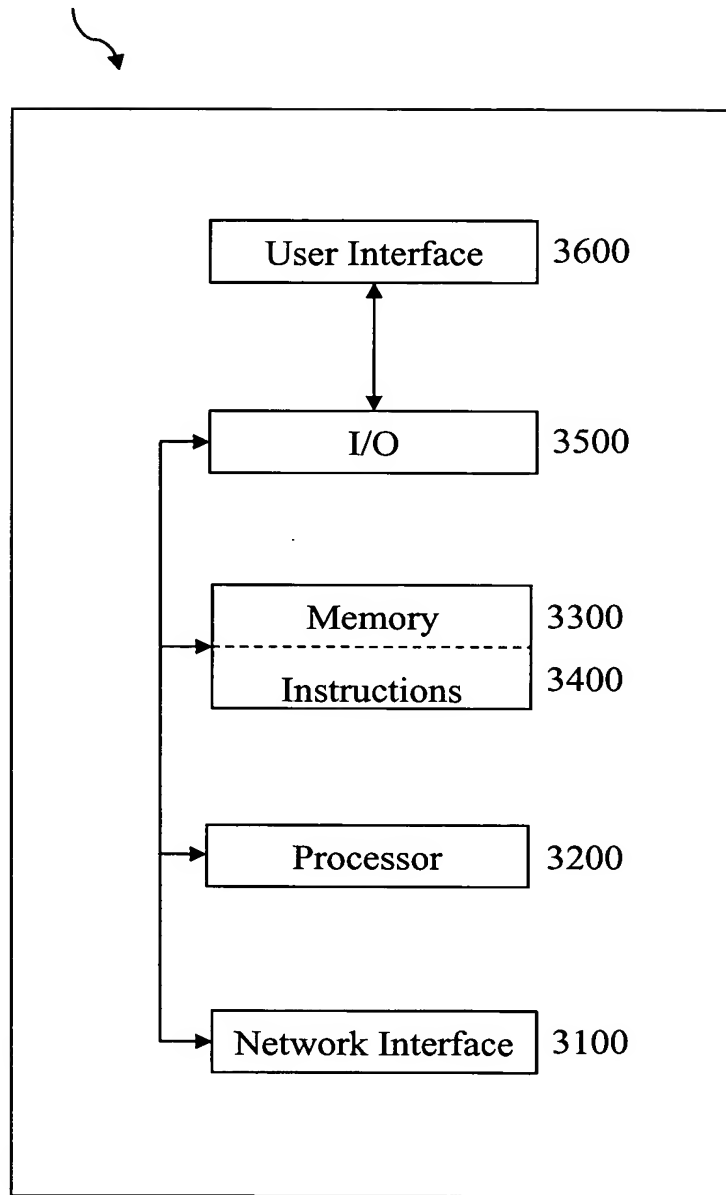 User Interface 3600
I/O 3500
Memory 3300
Instructions 3400
Processor 3200
Network Interface 3100